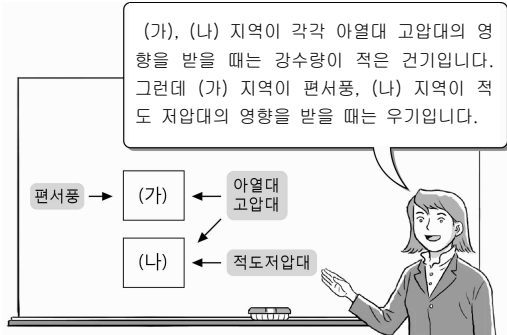 (가), (나) 지역이 각각 아열대 고압대의 영
향을 받을 때는 강수량이 적은 건기입니다.
그런데 (가) 지역이 편서풍, (나) 지역이 적
도 저압대의 영향을 받을 때는 우기입니다.
편서풍
(가)
아열대
고압대
(나)
적도저압대